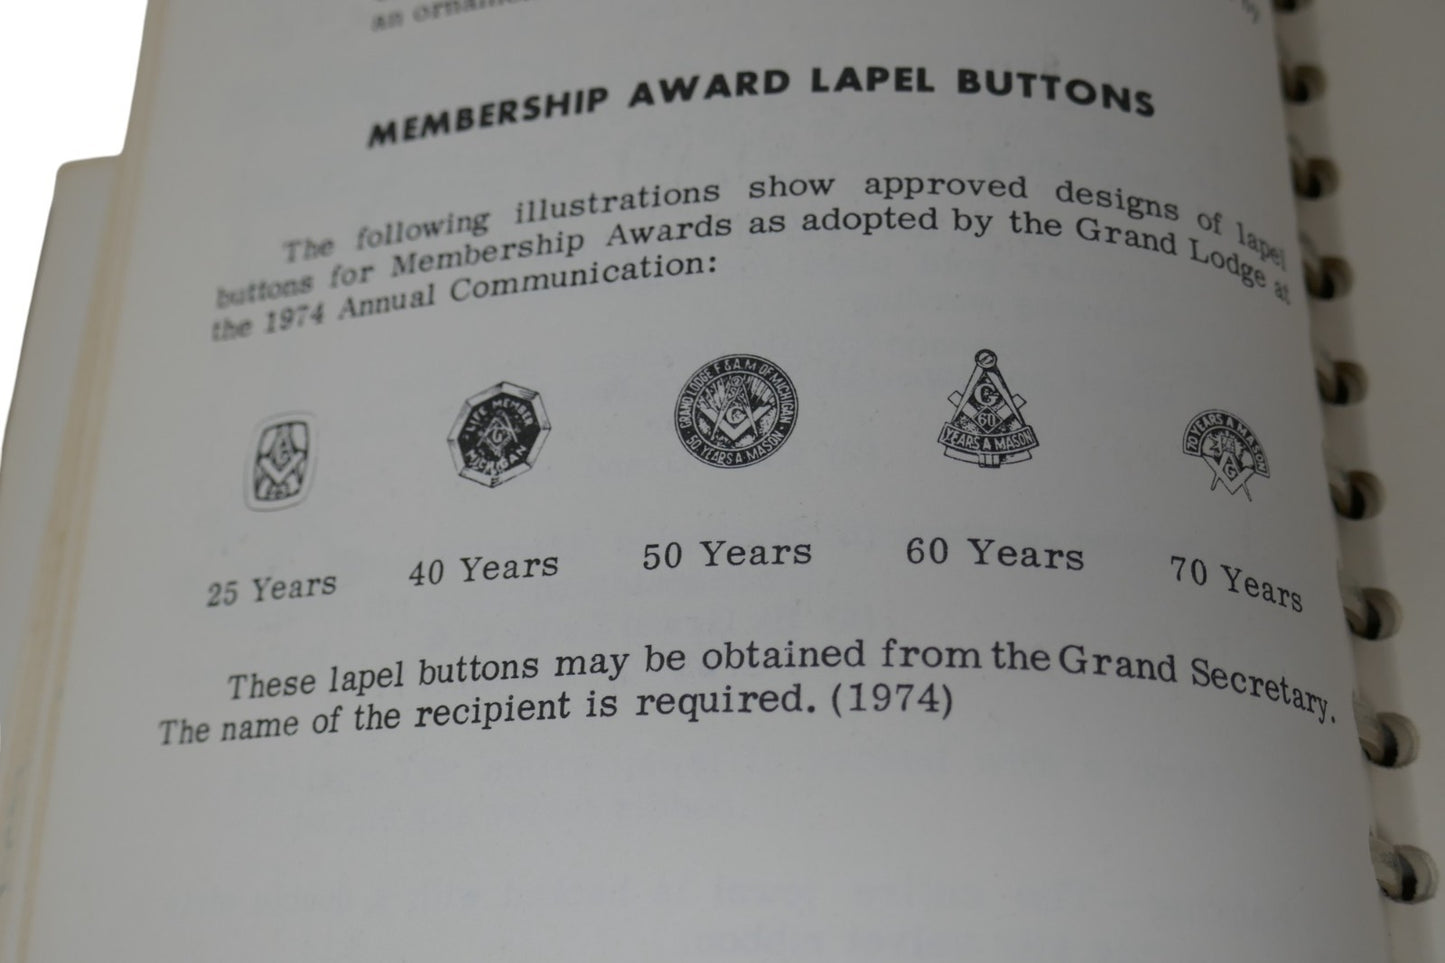 an
MEMBERSHIP AWARD LAPEL BUTTONS
The following illustrations show approved designs of lapel
buttons for Membership Awards as adopted by the Grand Lodge at
the 1974 Annual Communication:
LIFE MEMBER
MICHIGAN
G
GRAND LODGE F & A.M OF MICHIGAN
50 YEARS A MASON
G
G
60
YEARS A MASON
70 YEARS A MASON
25 Years
40 Years
50 Years
60 Years
70 Years
These lapel buttons may be obtained from the Grand Secretary.
The name of the recipient is required. (1974)